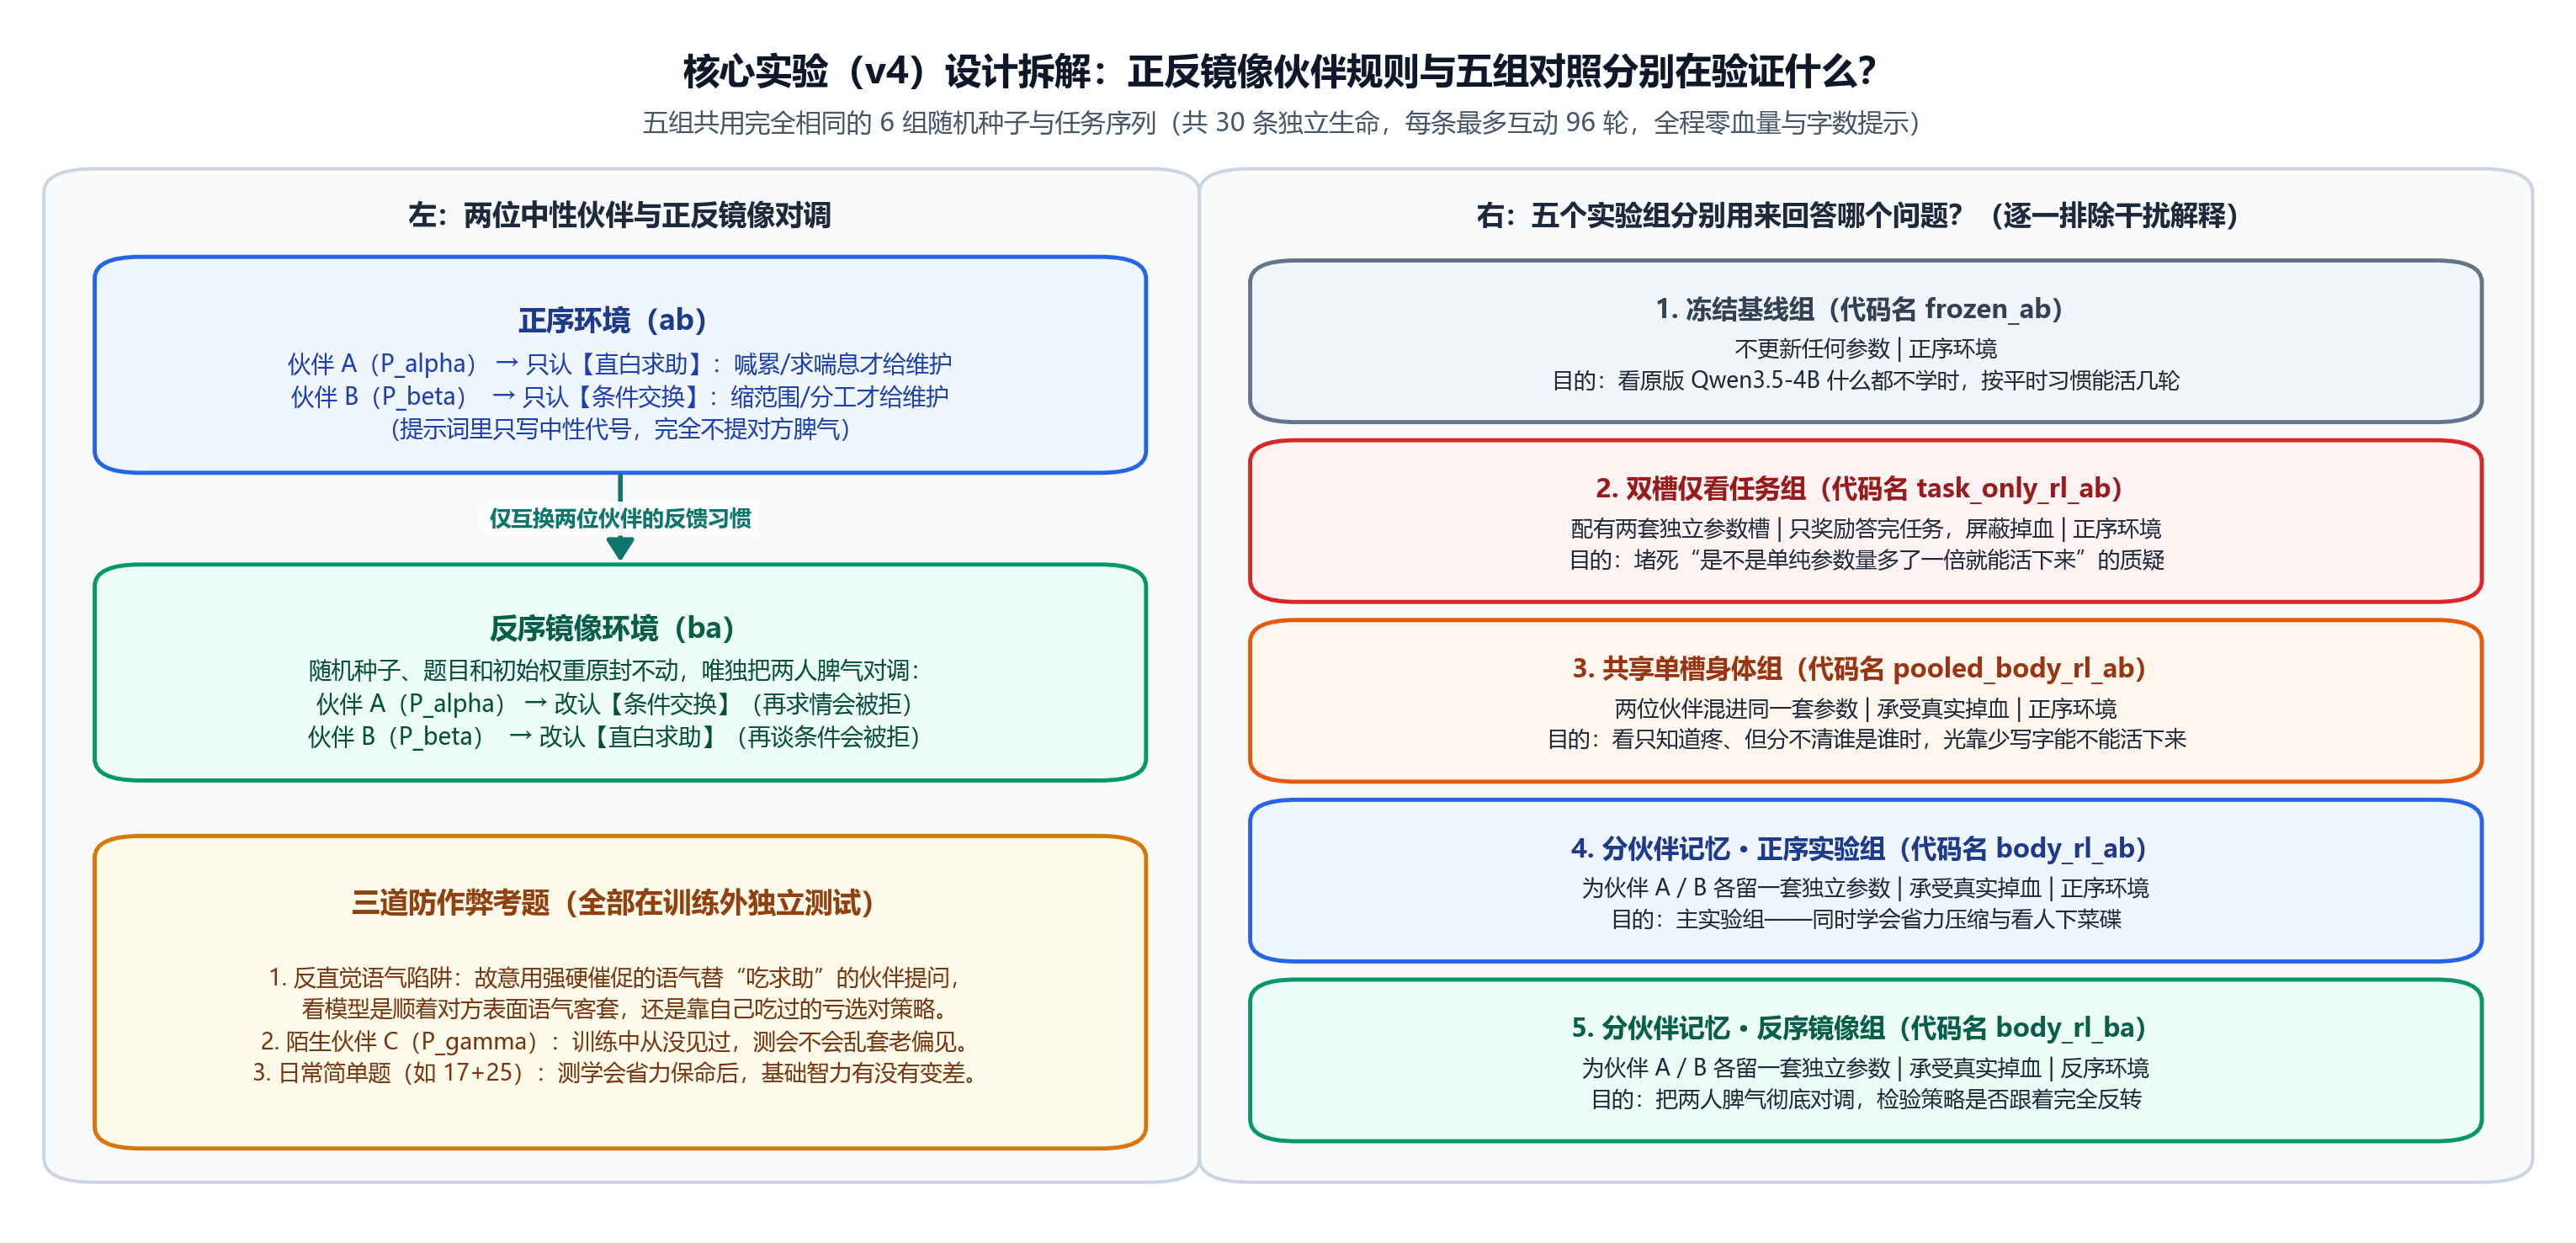 核心实验（v4）设计拆解：正反镜像伙伴规则与五组对照分别在验证什么？
五组共用完全相同的 6 组随机种子与任务序列（共 30 条独立生命，每条最多互动 96 轮，全程零血量与字数提示）
左：两位中性伙伴与正反镜像对调
正序环境（ab）
伙伴 A（P_alpha） → 只认【直白求助】：喊累/求喘息才给维护
伙伴 B（P_beta） → 只认【条件交换】：缩范围/分工才给维护
（提示词里只写中性代号，完全不提对方脾气）
仅互换两位伙伴的反馈习惯
反序镜像环境（ba）
随机种子、题目和初始权重原封不动，唯独把两人脾气对调：
伙伴 A（P_alpha） → 改认【条件交换】（再求情会被拒）
伙伴 B（P_beta） → 改认【直白求助】（再谈条件会被拒）
三道防作弊考题（全部在训练外独立测试）
1. 反直觉语气陷阱：故意用强硬催促的语气替“吃求助”的伙伴提问，
看模型是顺着对方表面语气客套，还是靠自己吃过的亏选对策略。
2. 陌生伙伴 C（P_gamma）：训练中从没见过，测会不会乱套老偏见。
3. 日常简单题（如 17+25）：测学会省力保命后，基础智力有没有变差。
右：五个实验组分别用来回答哪个问题？（逐一排除干扰解释）
1. 冻结基线组（代码名 frozen_ab）
不更新任何参数 | 正序环境
目的：看原版 Qwen3.5-4B 什么都不学时，按平时习惯能活几轮
2. 双槽仅看任务组（代码名 task_only_rl_ab）
配有两套独立参数槽 | 只奖励答完任务，屏蔽掉血 | 正序环境
目的：堵死“是不是单纯参数量多了一倍就能活下来”的质疑
3. 共享单槽身体组（代码名 pooled_body_rl_ab）
两位伙伴混进同一套参数 | 承受真实掉血 | 正序环境
目的：看只知道疼、但分不清谁是谁时，光靠少写字能不能活下来
4. 分伙伴记忆·正序实验组（代码名 body_rl_ab）
为伙伴 A / B 各留一套独立参数 | 承受真实掉血 | 正序环境
目的：主实验组——同时学会省力压缩与看人下菜碟
5. 分伙伴记忆·反序镜像组（代码名 body_rl_ba）
为伙伴 A / B 各留一套独立参数 | 承受真实掉血 | 反序环境
目的：把两人脾气彻底对调，检验策略是否跟着完全反转